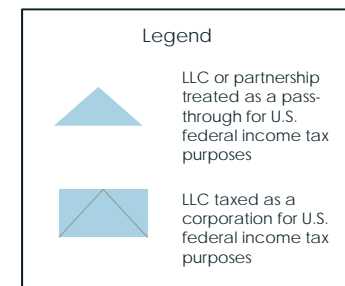 Legend
LLC or partnership
treated as a pass-
through for U.S.
federal income tax
purposes
LLC taxed as a
corporation for U.S.
federal income tax
purposes